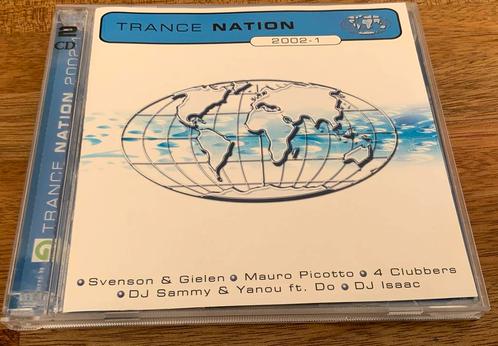 TRANCE NATION
2002-1
2
CD
TRANCE NATION 2002
• Svenson & Gielen • Mauro Picotto • 4 Clubbers
• DJ Sammy & Yanou ft. Do • DJ Isaac